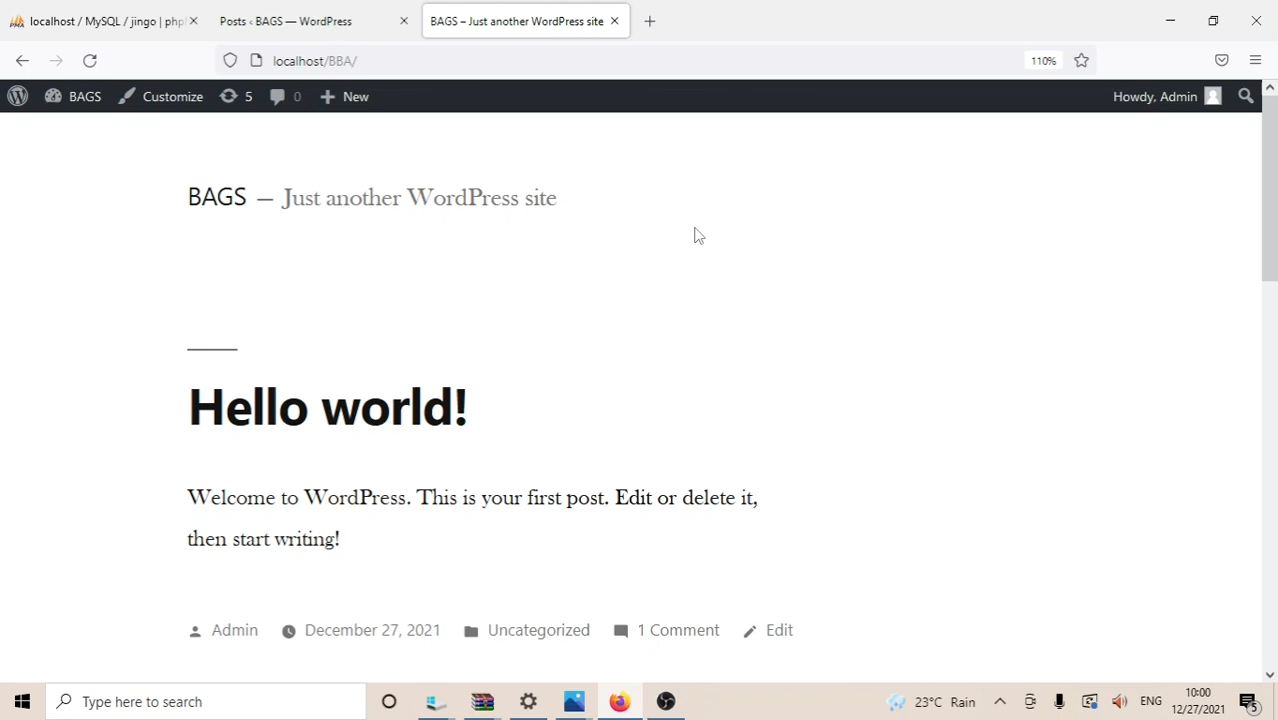 localhost / MySQL / jingo | php
Posts ‹ BAGS — WordPress
BAGS – Just another WordPress site
localhost/BBA/
110%
BAGS
Customize
5
0
New
Howdy, Admin
BAGS — Just another WordPress site
Hello world!
Welcome to WordPress. This is your first post. Edit or delete it,
then start writing!
Admin
December 27, 2021
Uncategorized
1 Comment
Edit
Type here to search
23°C Rain
ENG
10:00
12/27/2021
5